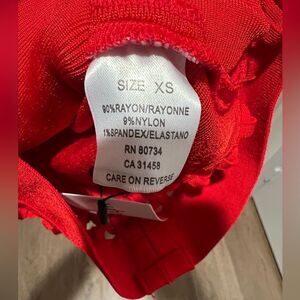 SIZE XS
90%RAYON/RAYONNE
9%NYLON
1%SPANDEX/ELASTANO
RN 80734
CA 31458
CARE ON REVERSE